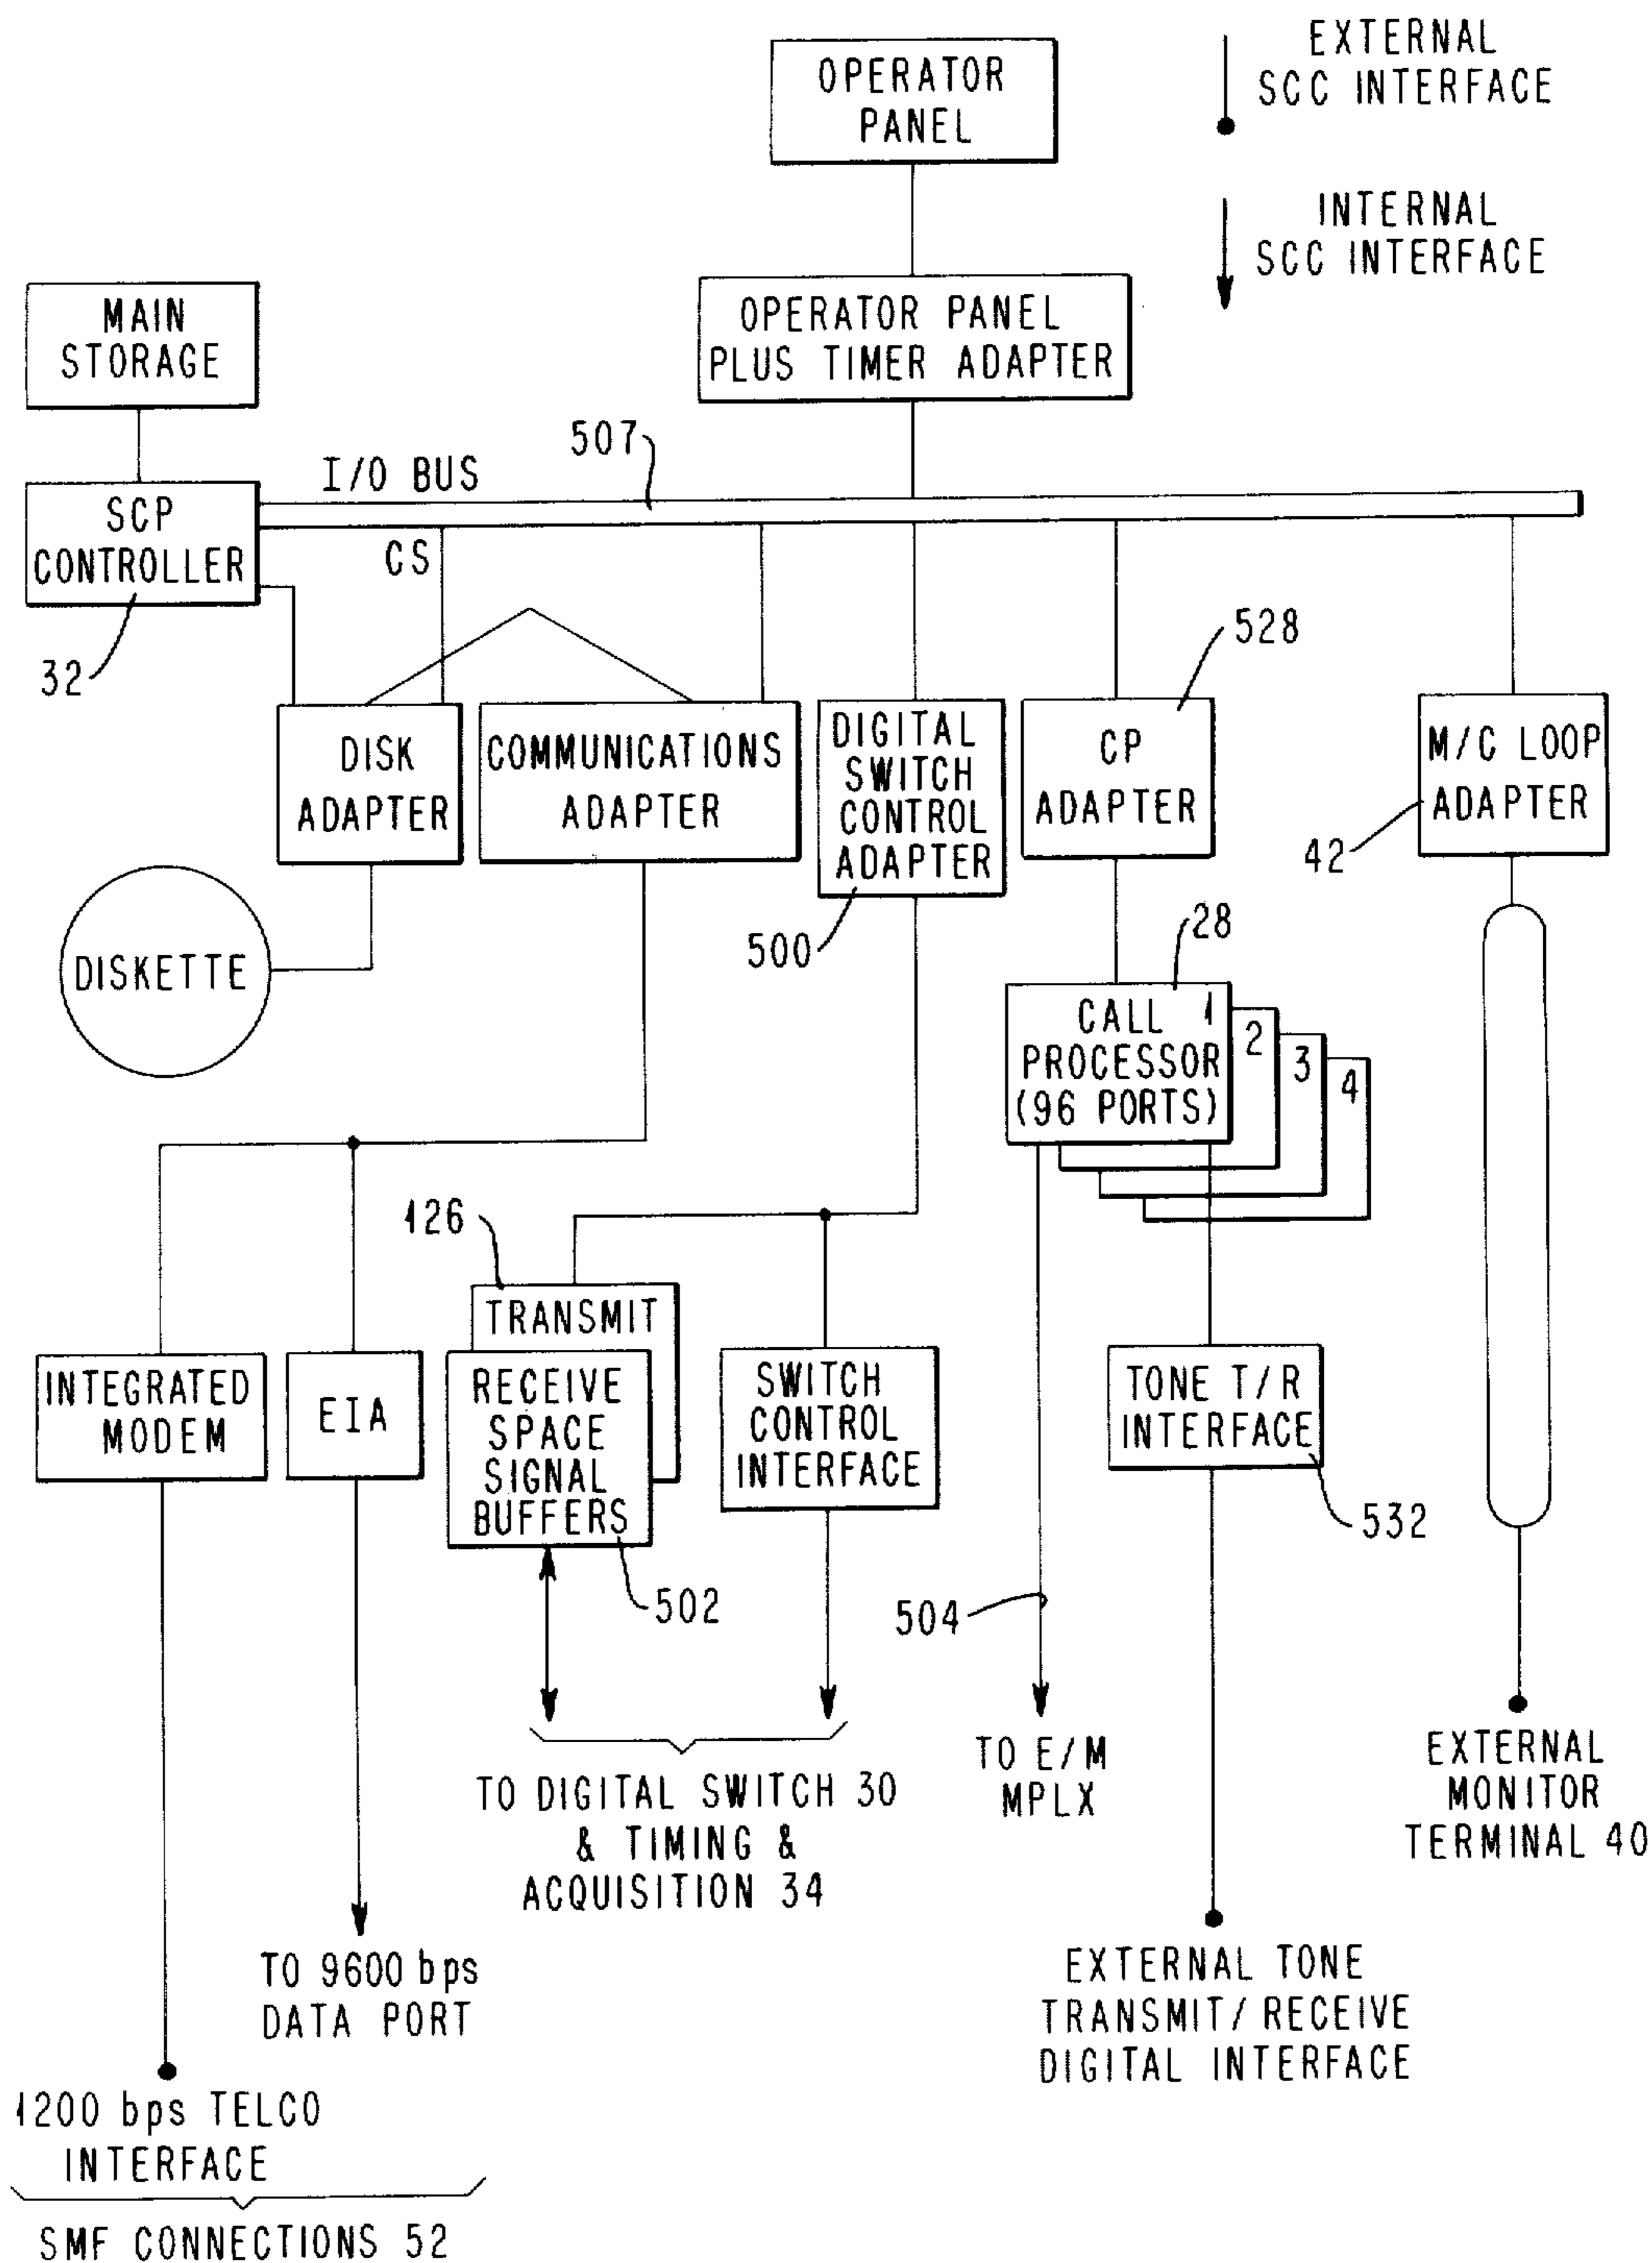 OPERATOR
PANEL
EXTERNAL
SCC INTERFACE
INTERNAL
SCC INTERFACE
MAIN
STORAGE
OPERATOR PANEL
PLUS TIMER ADAPTER
507
I/O BUS
SCP
CONTROLLER
CS
32
528
DISK
ADAPTER
COMMUNICATIONS
ADAPTER
DIGITAL
SWITCH
CONTROL
ADAPTER
CP
ADAPTER
M/C LOOP
ADAPTER
42
500
28
DISKETTE
CALL 1
PROCESSOR
(96 PORTS)
2
3
4
126
TRANSMIT
RECEIVE
SPACE
SIGNAL
BUFFERS
INTEGRATED
MODEM
EIA
SWITCH
CONTROL
INTERFACE
TONE T/R
INTERFACE
532
502
504
TO E/M
MPLX
EXTERNAL
MONITOR
TERMINAL 40
TO DIGITAL SWITCH 30
& TIMING &
ACQUISITION 34
TO 9600 bps
DATA PORT
EXTERNAL TONE
TRANSMIT/RECEIVE
DIGITAL INTERFACE
1200 bps TELCO
INTERFACE
SMF CONNECTIONS 52